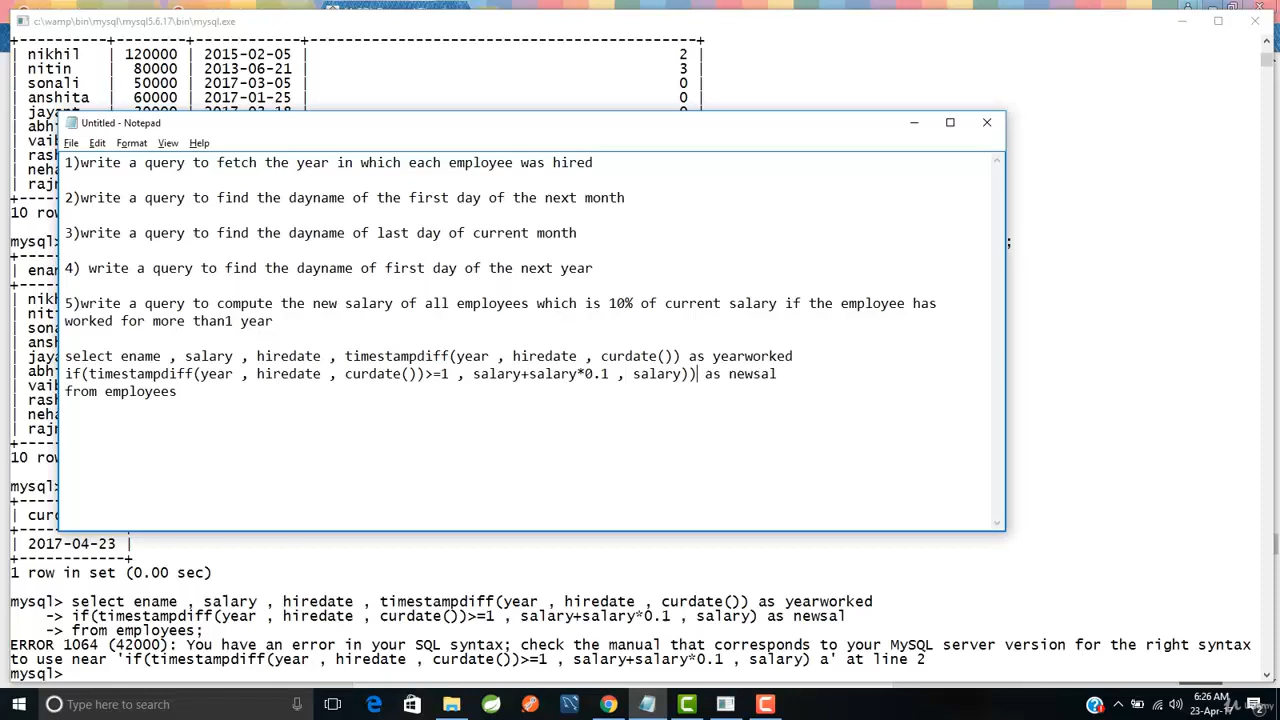 c:\wamp\bin\mysql\mysql5.6.17\bin\mysql.exe
+----------+--------+------------+-------------------------------------------------+
| nikhil | 120000 | 2015-02-05 | 2 |
| nitin | 80000 | 2013-06-21 | 3 |
| sonali | 50000 | 2017-03-05 | 0 |
| anshita | 60000 | 2017-01-25 | 0 |
Untitled - Notepad
File Edit Format View Help
1)write a query to fetch the year in which each employee was hired
2)write a query to find the dayname of the first day of the next month
3)write a query to find the dayname of last day of current month
4) write a query to find the dayname of first day of the next year
5)write a query to compute the new salary of all employees which is 10% of current salary if the employee has
worked for more than1 year
select ename , salary , hiredate , timestampdiff(year , hiredate , curdate()) as yearworked
if(timestampdiff(year , hiredate , curdate())>=1 , salary+salary*0.1 , salary)) as newsal
from employees
| 2017-04-23 |
+------------+
1 row in set (0.00 sec)
mysql> select ename , salary , hiredate , timestampdiff(year , hiredate , curdate()) as yearworked
-> if(timestampdiff(year , hiredate , curdate())>=1 , salary+salary*0.1 , salary) as newsal
-> from employees;
ERROR 1064 (42000): You have an error in your SQL syntax; check the manual that corresponds to your MySQL server version for the right syntax
to use near 'if(timestampdiff(year , hiredate , curdate())>=1 , salary+salary*0.1 , salary) a' at line 2
mysql>
Type here to search
6:26 AM
23-Apr-17